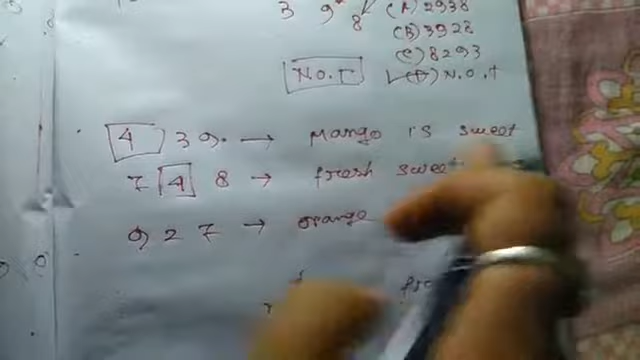 3 9 8 (A) 2938
(B) 3928
(C) 8293
N.O.T (D) N.O.T
4 3 9 → Mango is sweet
7 4 8 → fresh sweet
9 2 7 → orange